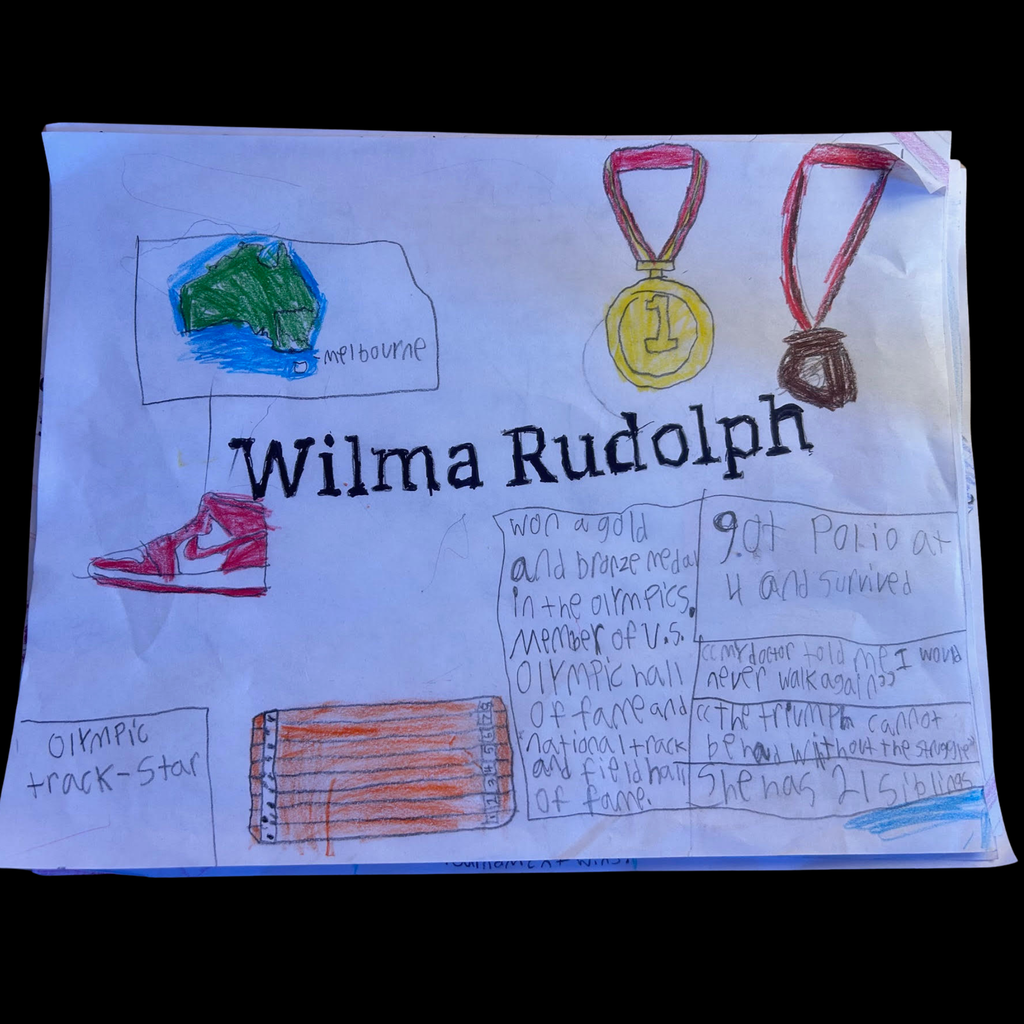 melbourne
1
Wilma Rudolph
won a gold
and bronze medal
in the olympics.
Member of U.S.
Olympic hall
of fame and
national track
and field hall
of fame.
got Polio at
4 and survived
"my doctor told me I would
never walk again"
"the triumph cannot
be had without the struggle"
She has 21 siblings
Olympic
track-star